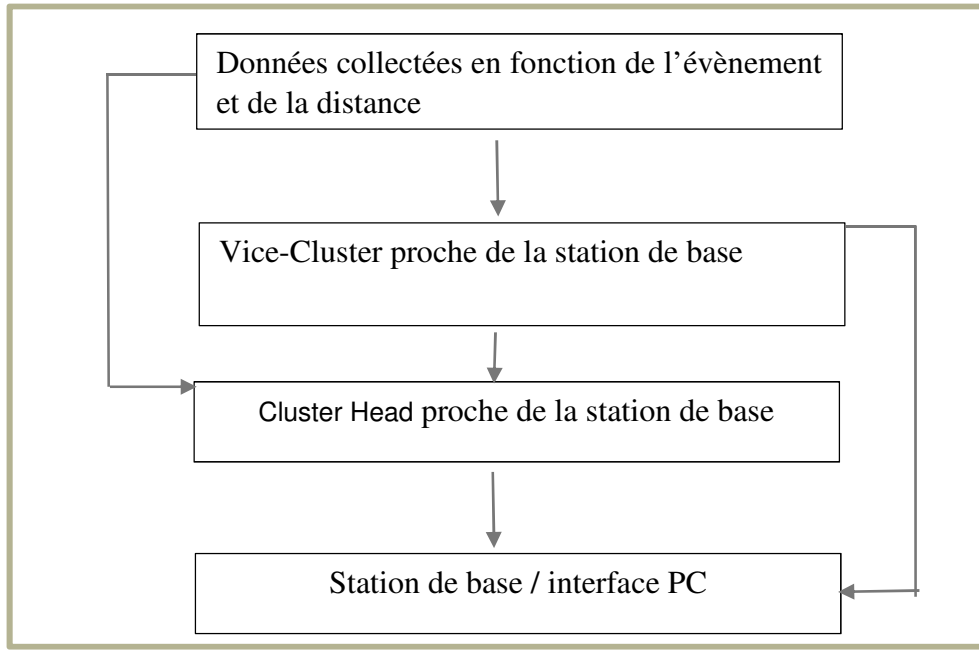 Données collectées en fonction de l'évènement
et de la distance
Vice-Cluster proche de la station de base
Cluster Head proche de la station de base
Station de base / interface PC